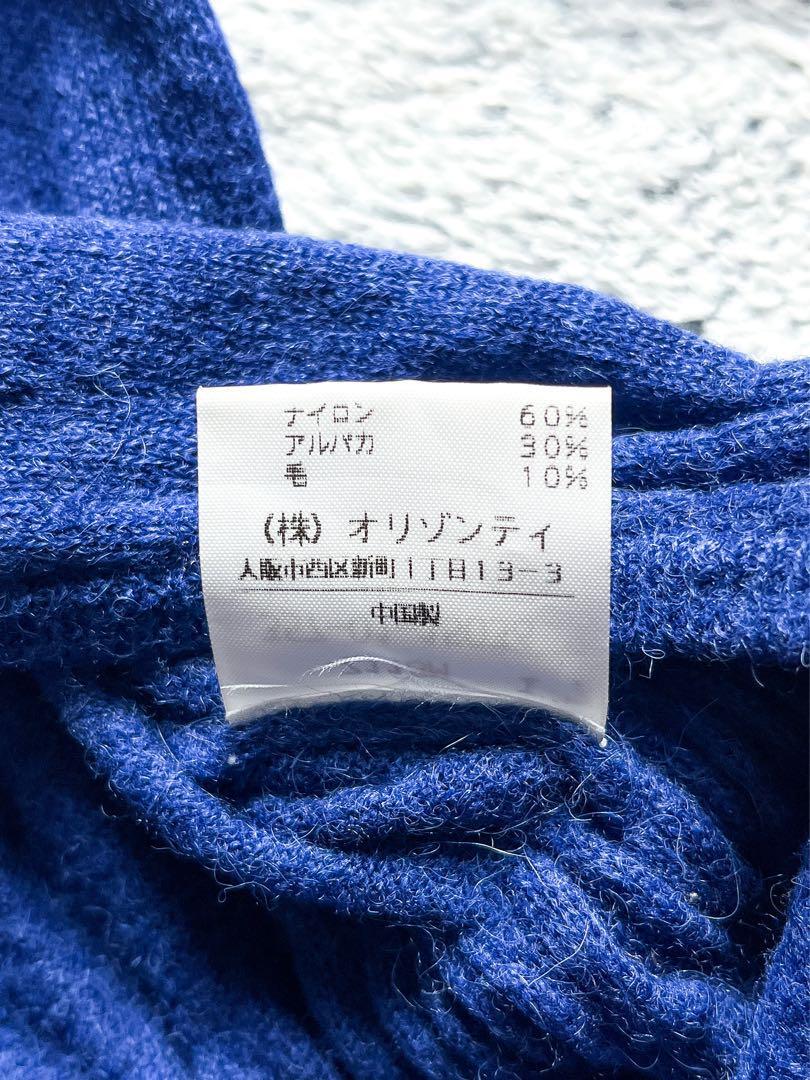 ナイロン 60%
アルパカ 30%
毛 10%
(株) オリゾンティ
大阪市西区新町1丁目13-3
中国製